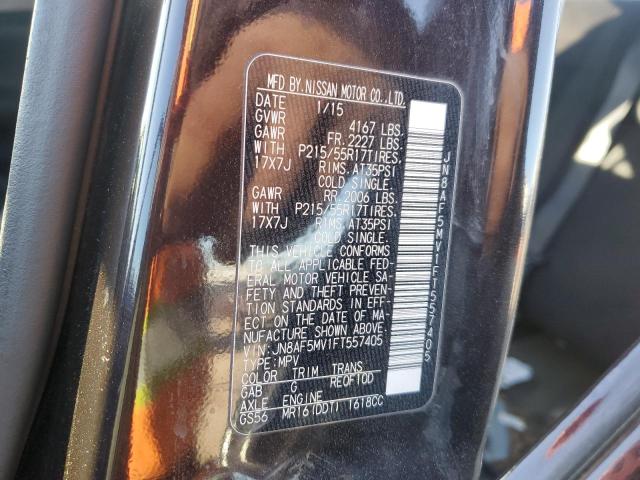 MFD BY. NISSAN MOTOR CO.,LTD.
DATE 1/15
GVWR 4167 LBS.
GAWR FR. 2227 LBS.
WITH P215/55R17TIRES.
17X7J RIMS. AT35PSI
COLD SINGLE.
GAWR RR. 2006 LBS.
WITH P215/55R17TIRES.
17X7J RIMS. AT35PSI
COLD SINGLE.
THIS VEHICLE CONFORMS
TO ALL APPLICABLE FED-
ERAL MOTOR VEHICLE SA-
FETY AND THEFT PREVEN-
TION STANDARDS IN EFF-
ECT ON THE DATE OF MA-
NUFACTURE SHOWN ABOVE.
VIN: JN8AF5MV1FT557405
TYPE: MPV
COLOR TRIM TRANS
GAB G RE0F10D
AXLE ENGINE
GS56 MR16(DDT) 1618CC
JN8AF5MV1FT557405